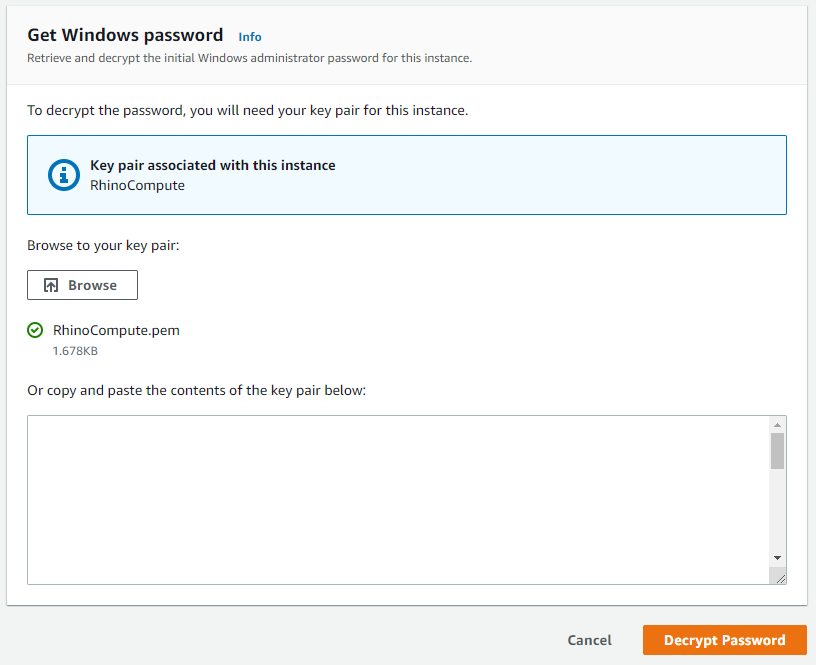 Get Windows password Info
Retrieve and decrypt the initial Windows administrator password for this instance.
To decrypt the password, you will need your key pair for this instance.
Key pair associated with this instance
RhinoCompute
Browse to your key pair:
Browse
RhinoCompute.pem
1.678KB
Or copy and paste the contents of the key pair below:
Cancel Decrypt Password